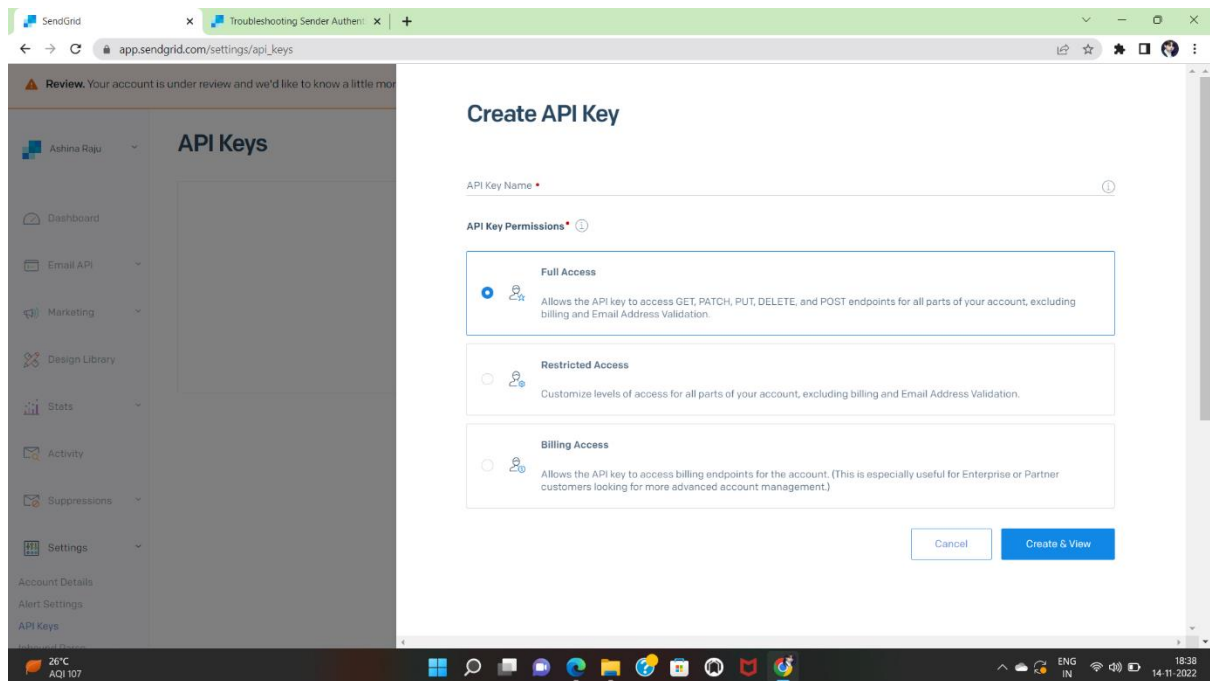 SendGrid
Troubleshooting Sender Authent
app.sendgrid.com/settings/api_keys
Review. Your account is under review and we'd like to know a little mor
Ashina Raju
API Keys
Dashboard
Email API
Marketing
Design Library
Stats
Activity
Suppressions
Settings
Account Details
Alert Settings
API Keys
Create API Key
API Key Name •
API Key Permissions•
Full Access
Allows the API key to access GET, PATCH, PUT, DELETE, and POST endpoints for all parts of your account, excluding
billing and Email Address Validation.
Restricted Access
Customize levels of access for all parts of your account, excluding billing and Email Address Validation.
Billing Access
Allows the API key to access billing endpoints for the account. (This is especially useful for Enterprise or Partner
customers looking for more advanced account management.)
Cancel
Create & View
26°C
AQI 107
ENG
IN
18:38
14-11-2022